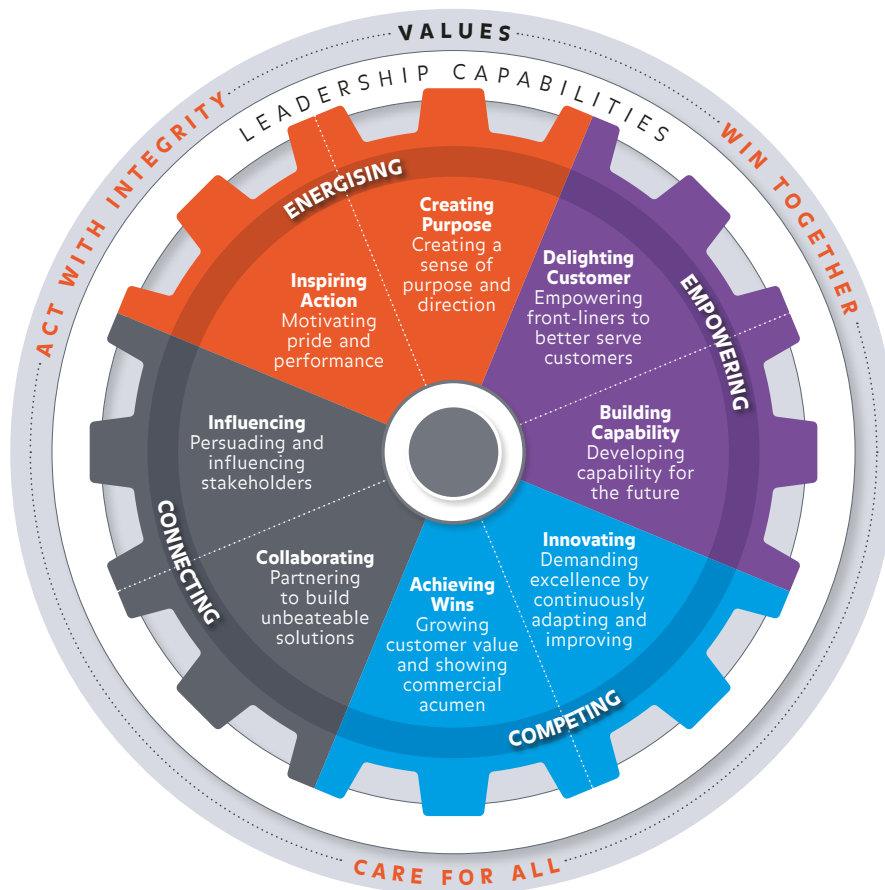 VALUES
ACT WITH INTEGRITY
WIN TOGETHER
CARE FOR ALL
LEADERSHIP CAPABILITIES
ENERGISING
Creating
Purpose
Creating a
sense of
purpose and
direction
Inspiring
Action
Motivating
pride and
performance
EMPOWERING
Delighting
Customer
Empowering
front-liners to
better serve
customers
Building
Capability
Developing
capability for
the future
COMPETING
Innovating
Demanding
excellence by
continuously
adapting and
improving
Achieving
Wins
Growing
customer value
and showing
commercial
acumen
CONNECTING
Collaborating
Partnering
to build
unbeateable
solutions
Influencing
Persuading and
influencing
stakeholders